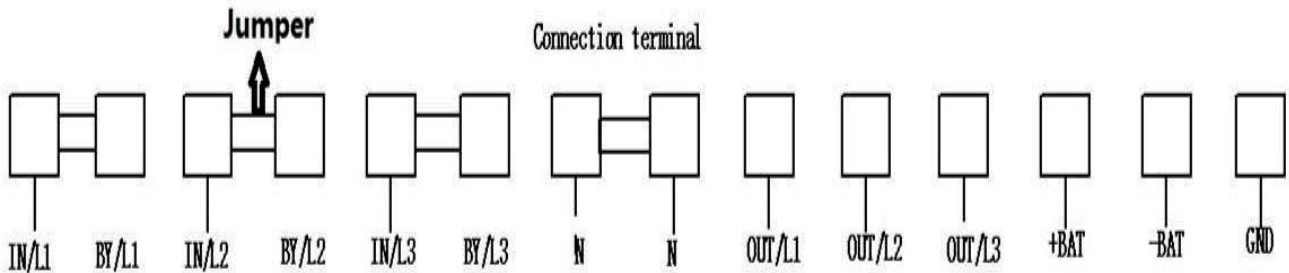 Jumper
Connection terminal
IN/L1 BY/L1 IN/L2 BY/L2 IN/L3 BY/L3 N N OUT/L1 OUT/L2 OUT/L3 +BAT -BAT GND